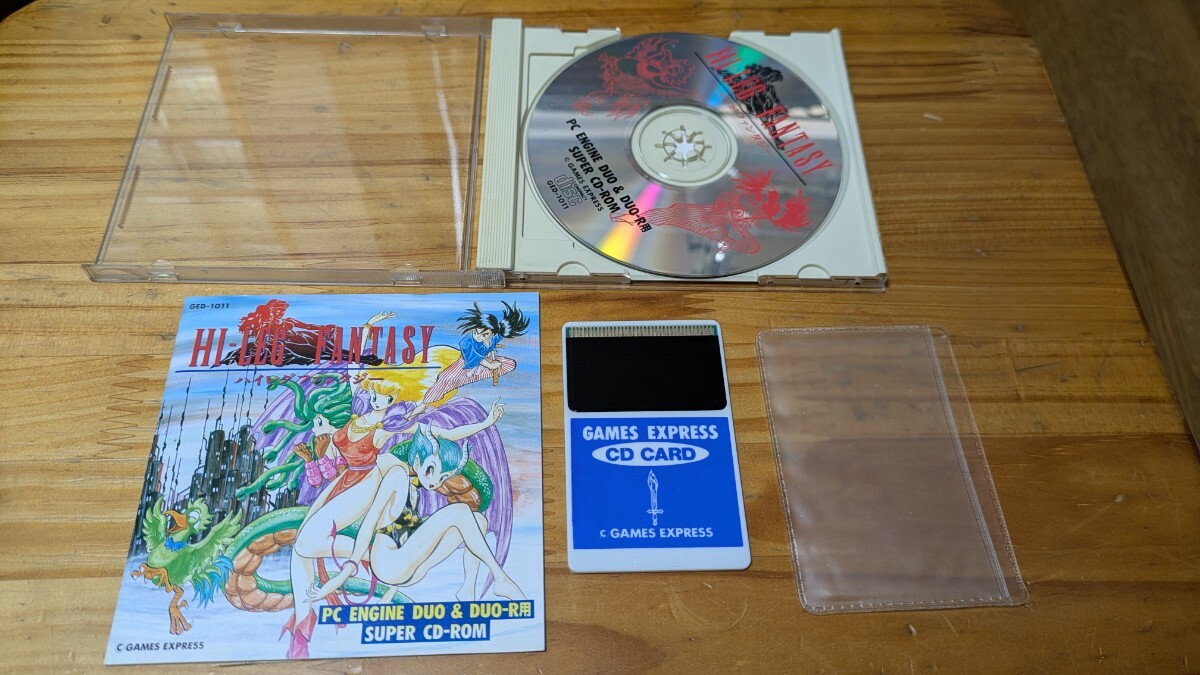 HI-LEG FANTASY
PC ENGINE DUO & DUO-R用
SUPER CD-ROM
© GAMES EXPRESS
COMPACT
disc
GED-1011
GED-1011
HI-LEG FANTASY
ハイレグファンタジー
PC ENGINE DUO & DUO-R用
SUPER CD-ROM
© GAMES EXPRESS
GAMES EXPRESS
CD CARD
© GAMES EXPRESS